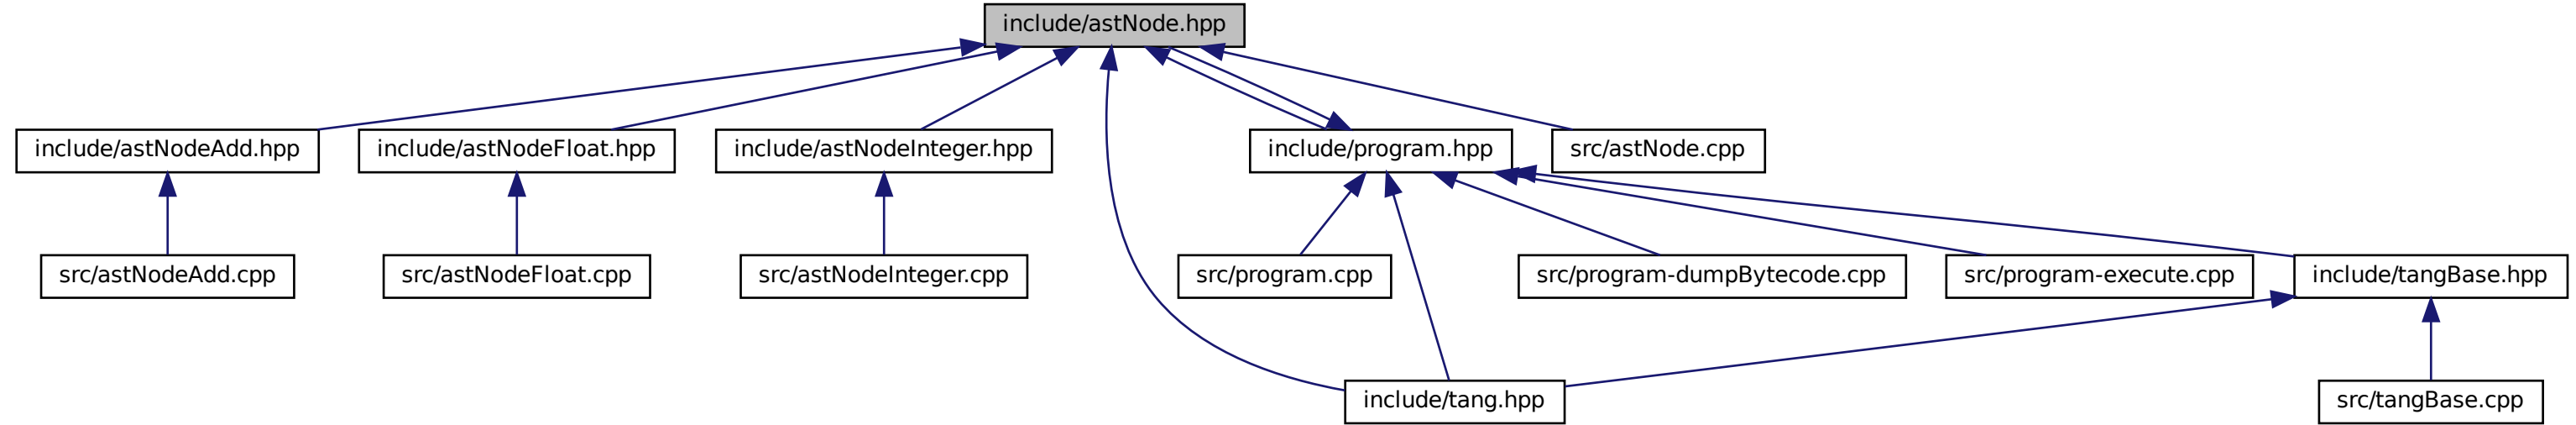 include/astNode.hpp
include/astNodeAdd.hpp
include/astNodeFloat.hpp
include/astNodeInteger.hpp
include/program.hpp
src/astNode.cpp
src/astNodeAdd.cpp
src/astNodeFloat.cpp
src/astNodeInteger.cpp
src/program.cpp
src/program-dumpBytecode.cpp
src/program-execute.cpp
include/tangBase.hpp
include/tang.hpp
src/tangBase.cpp